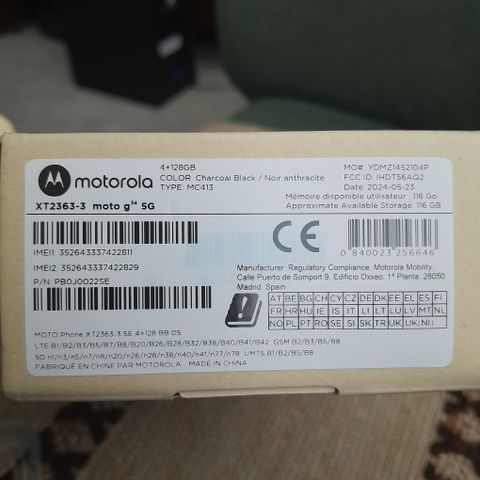 motorola
4+128GB
COLOR: Charcoal Black / Noir anthracite
TYPE: MC413
MO#: YDMZ1452104P
FCC ID: IHDT56AQ2
Date: 2024-05-23
XT2363-3 moto g³⁴ 5G
Mémoire disponible utilisateur : 116 Go
Approximate Available Storage: 116 GB
IMEI1: 352643337422811
IMEI2: 352643337422829
P/N: PB0J0022SE
CE
0 840023 256646
Manufacturer: Regulatory Compliance, Motorola Mobility,
Calle Puerto de Somport 9, Edificio Oxxeo, 1ª Planta. 28050
Madrid. Spain
AT BE BG CH CY CZ DE DK EE EL ES FI
FR HR HU IE IS IT LI LT LU LV MT NL
NO PL PT RO SE SI SK TR UK UK(NI)
MOTO Phone XT2363-3 SE 4+128 BB DS
LTE B1/B2/B3/B5/B7/B8/B20/B26/B28/B32/B38/B40/B41/B42 GSM B2/B3/B5/B8
5G n1/n3/n5/n7/n8/n20/n26/n28/n38/n40/n41/n77/n78 UMTS B1/B2/B5/B8
FABRIQUÉ EN CHINE PAR MOTOROLA. MADE IN CHINA